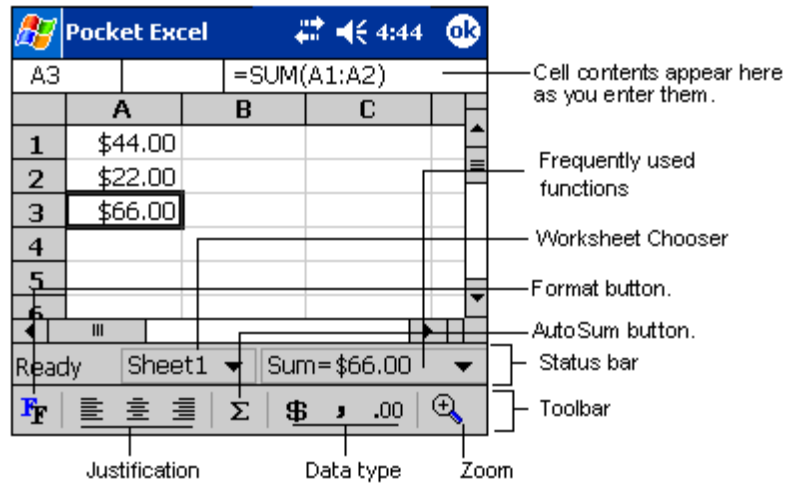 Pocket Excel 4:44 ok
A3 =SUM(A1:A2)
Cell contents appear here
as you enter them.
A B C
1 $44.00
2 $22.00
3 $66.00
4
5
6
Frequently used
functions
Worksheet Chooser
Format button.
AutoSum button.
Ready Sheet1 Sum=$66.00
Status bar
FF Σ $ , .00
Toolbar
Justification Data type Zoom